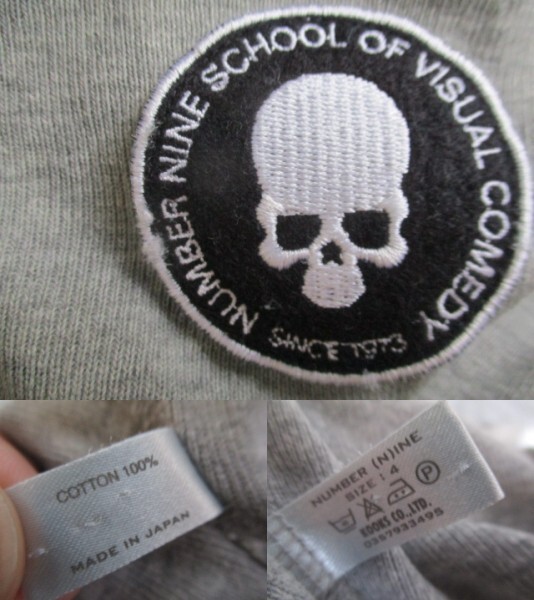 NUMBER NINE SCHOOL OF VISUAL COMEDY
SINCE 1973
COTTON 100%
MADE IN JAPAN
NUMBER (N)INE
SIZE : 4
P
KOOKS CO.,LTD.
0357933495